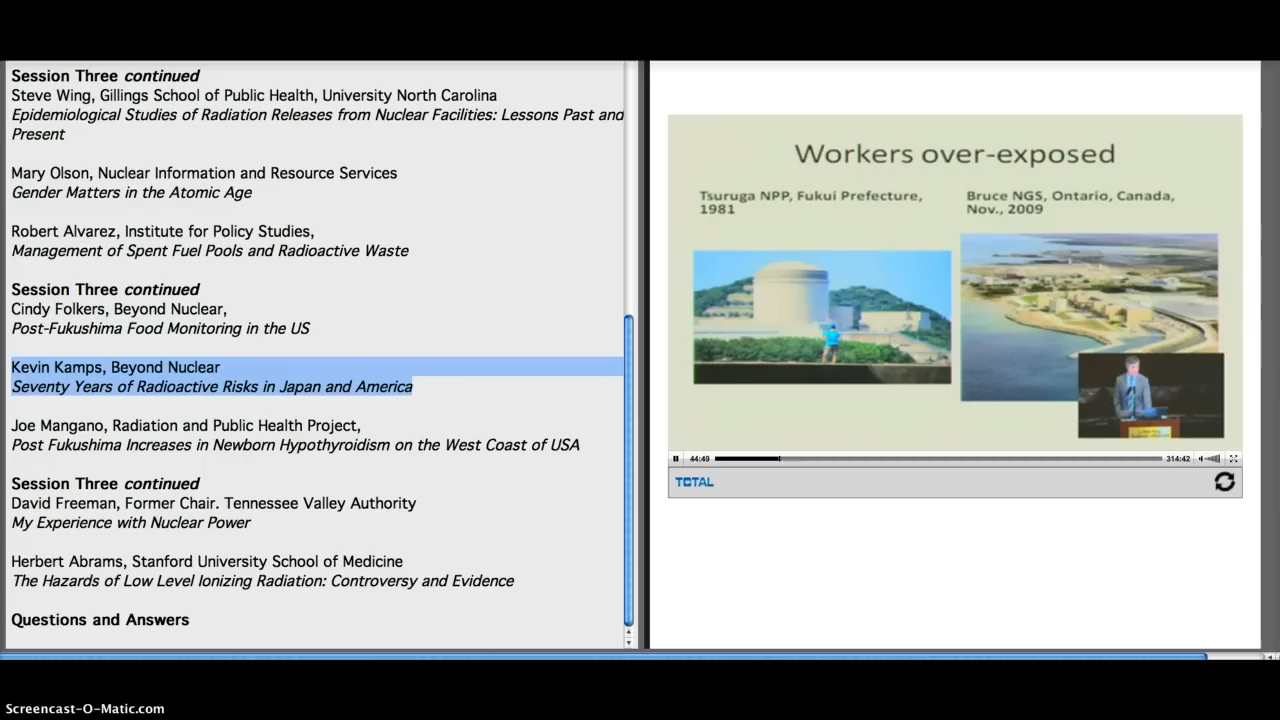 Session Three continued
Steve Wing, Gillings School of Public Health, University North Carolina
Epidemiological Studies of Radiation Releases from Nuclear Facilities: Lessons Past and
Present
Mary Olson, Nuclear Information and Resource Services
Gender Matters in the Atomic Age
Robert Alvarez, Institute for Policy Studies,
Management of Spent Fuel Pools and Radioactive Waste
Session Three continued
Cindy Folkers, Beyond Nuclear,
Post-Fukushima Food Monitoring in the US
Kevin Kamps, Beyond Nuclear
Seventy Years of Radioactive Risks in Japan and America
Joe Mangano, Radiation and Public Health Project,
Post Fukushima Increases in Newborn Hypothyroidism on the West Coast of USA
Session Three continued
David Freeman, Former Chair. Tennessee Valley Authority
My Experience with Nuclear Power
Herbert Abrams, Stanford University School of Medicine
The Hazards of Low Level Ionizing Radiation: Controversy and Evidence
Questions and Answers
Workers over-exposed
Tsuruga NPP, Fukui Prefecture,
1981
Bruce NGS, Ontario, Canada,
Nov., 2009
44:49
314:42
TOTAL
Screencast-O-Matic.com